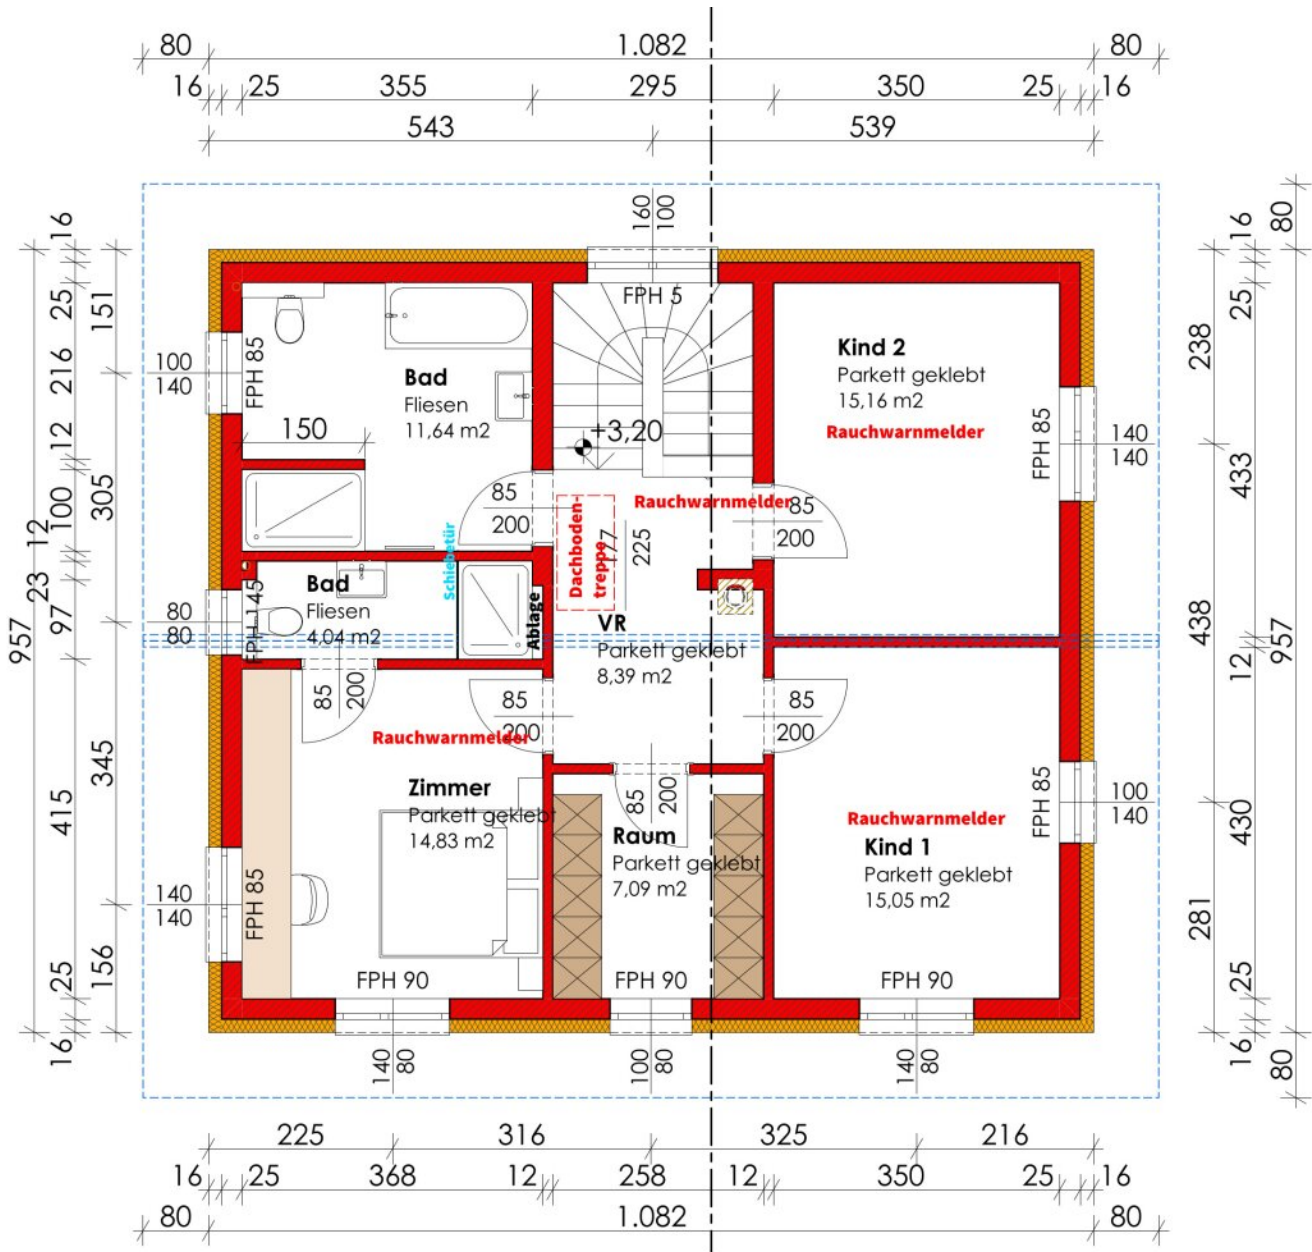 80
1.082
80
16
25
355
295
350
25
16
543
539
160
100
16
80
16
25
151
FPH 5
25
238
216
100
140
FPH 85
Bad
Fliesen
11,64 m2
Kind 2
Parkett geklebt
15,16 m2
Rauchwarnmelder
FPH 85
140
140
150
+3,20
12
433
100
305
12
85
200
Dachboden-
treppe
Rauchwarnmelder
77
225
85
200
Schiebetür
23
97
957
80
80
FPH 145
Bad
Fliesen
4,04 m2
Ablage
VR
Parkett geklebt
8,39 m2
438
12
957
85
200
85
200
85
200
Rauchwarnmelder
345
415
Zimmer
Parkett geklebt
14,83 m2
85
200
Raum
Parkett geklebt
7,09 m2
Rauchwarnmelder
Kind 1
Parkett geklebt
15,05 m2
FPH 85
100
140
430
140
140
FPH 85
281
156
25
FPH 90
FPH 90
FPH 90
25
16
16
80
140
80
100
80
140
80
225
316
325
216
16
25
368
12
258
12
350
25
16
80
1.082
80